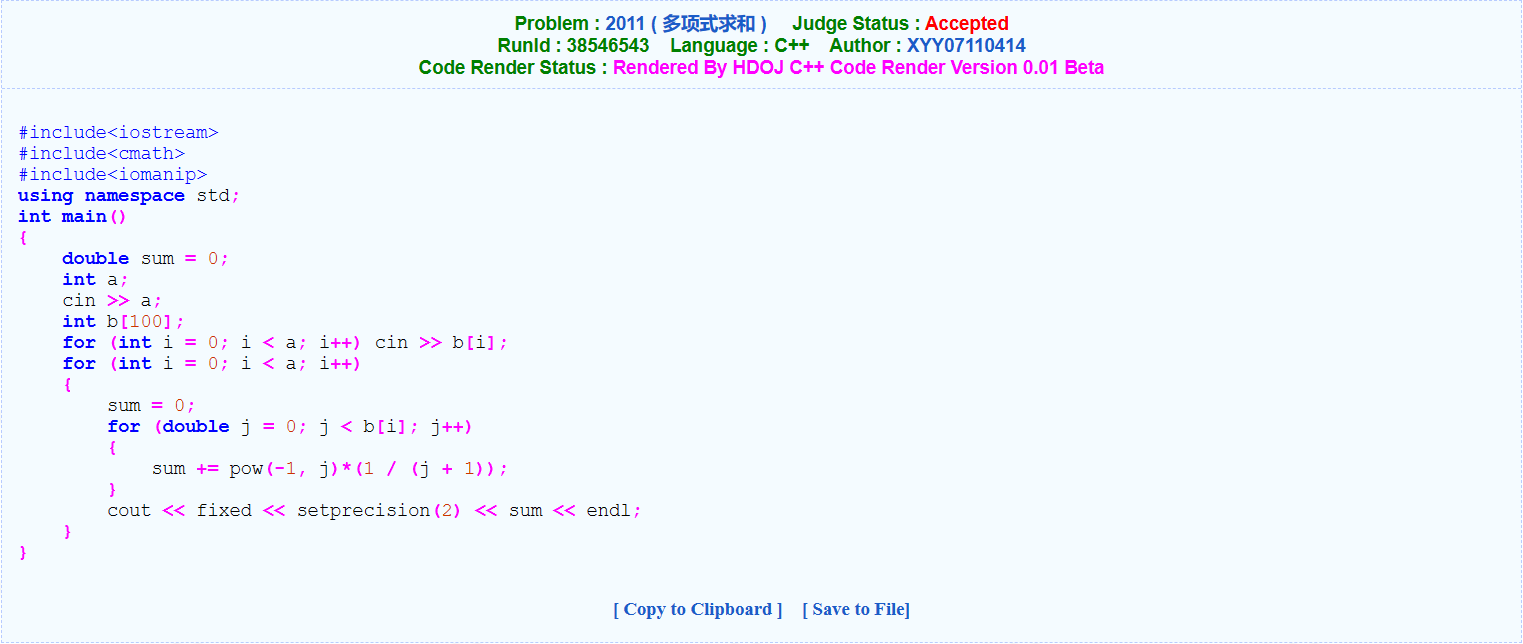 Problem : 2011 ( 多项式求和 )     Judge Status : Accepted
RunId : 38546543    Language : C++    Author : XYY07110414
Code Render Status : Rendered By HDOJ C++ Code Render Version 0.01 Beta
#include<iostream>
#include<cmath>
#include<iomanip>
using namespace std;
int main()
{
    double sum = 0;
    int a;
    cin >> a;
    int b[100];
    for (int i = 0; i < a; i++) cin >> b[i];
    for (int i = 0; i < a; i++)
    {
        sum = 0;
        for (double j = 0; j < b[i]; j++)
        {
            sum += pow(-1, j)*(1 / (j + 1));
        }
        cout << fixed << setprecision(2) << sum << endl;
    }
}
[ Copy to Clipboard ]    [ Save to File]